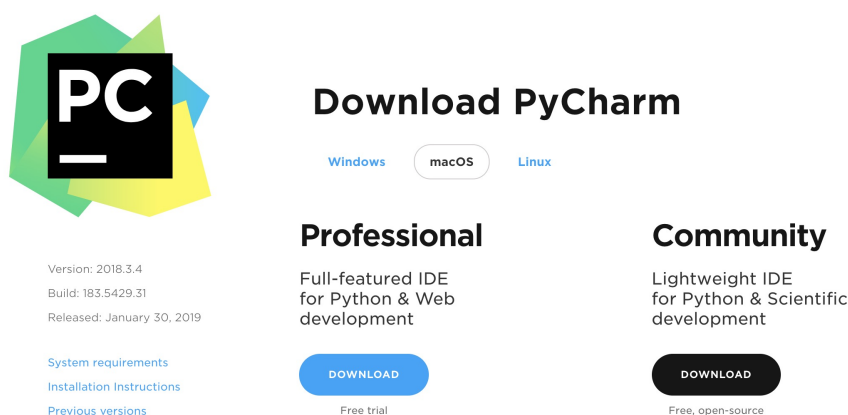 PC
Download PyCharm
Windows macOS Linux
Version: 2018.3.4
Build: 183.5429.31
Released: January 30, 2019
System requirements
Installation Instructions
Previous versions
Professional
Full-featured IDE
for Python & Web
development
DOWNLOAD
Free trial
Community
Lightweight IDE
for Python & Scientific
development
DOWNLOAD
Free, open-source